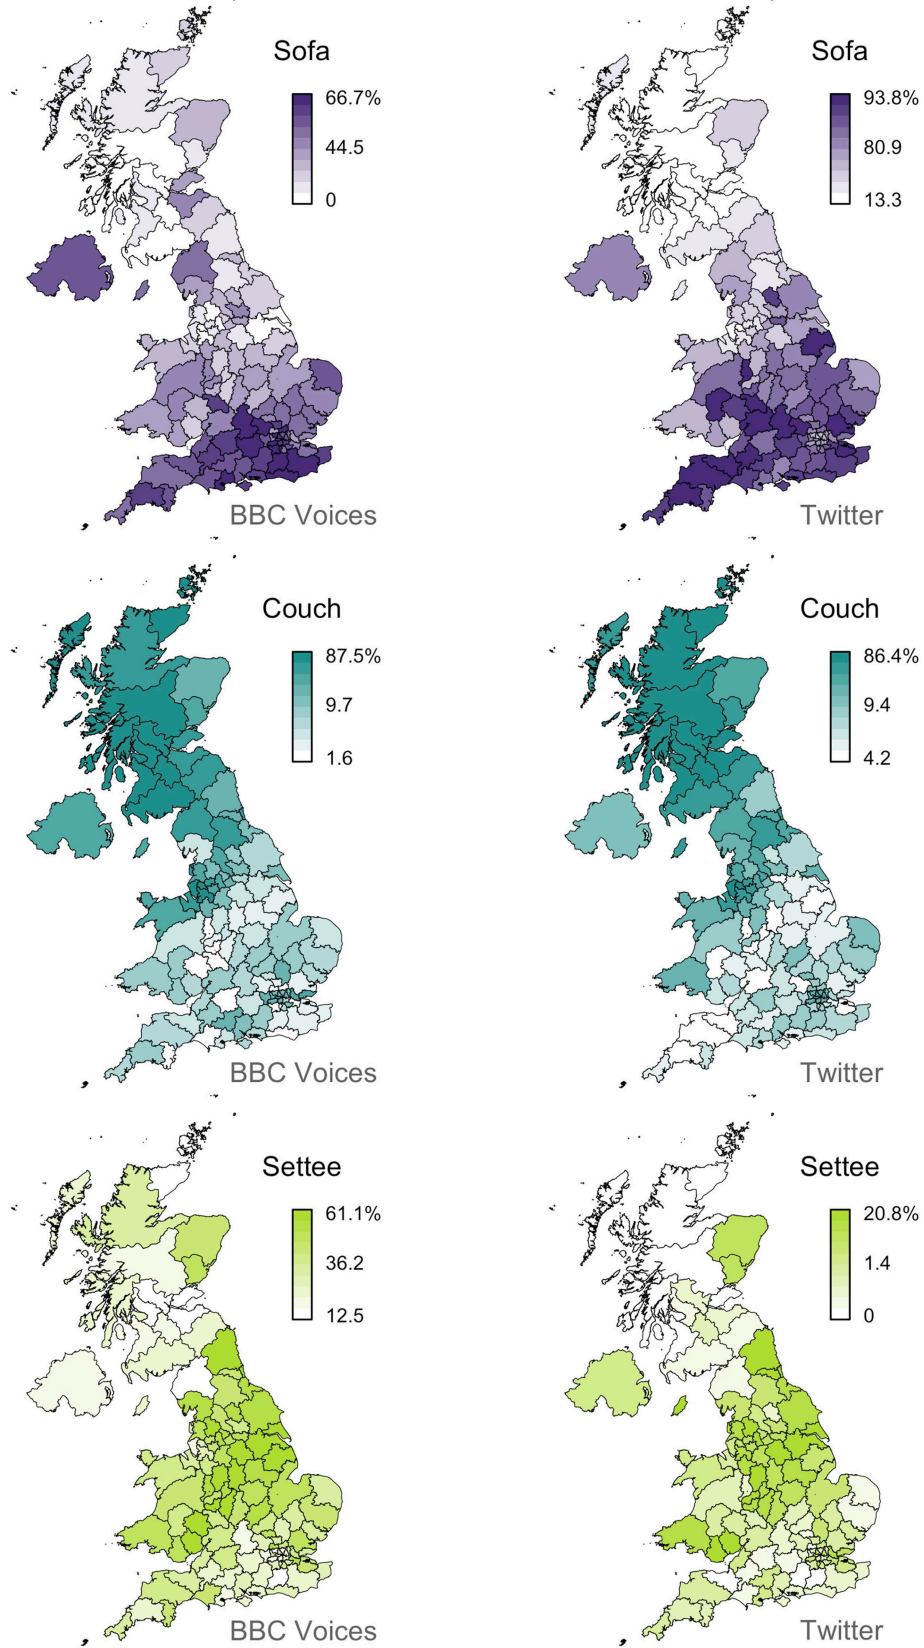 Sofa
66.7%
44.5
0
BBC Voices
Sofa
93.8%
80.9
13.3
Twitter
Couch
87.5%
9.7
1.6
BBC Voices
Couch
86.4%
9.4
4.2
Twitter
Settee
61.1%
36.2
12.5
BBC Voices
Settee
20.8%
1.4
0
Twitter